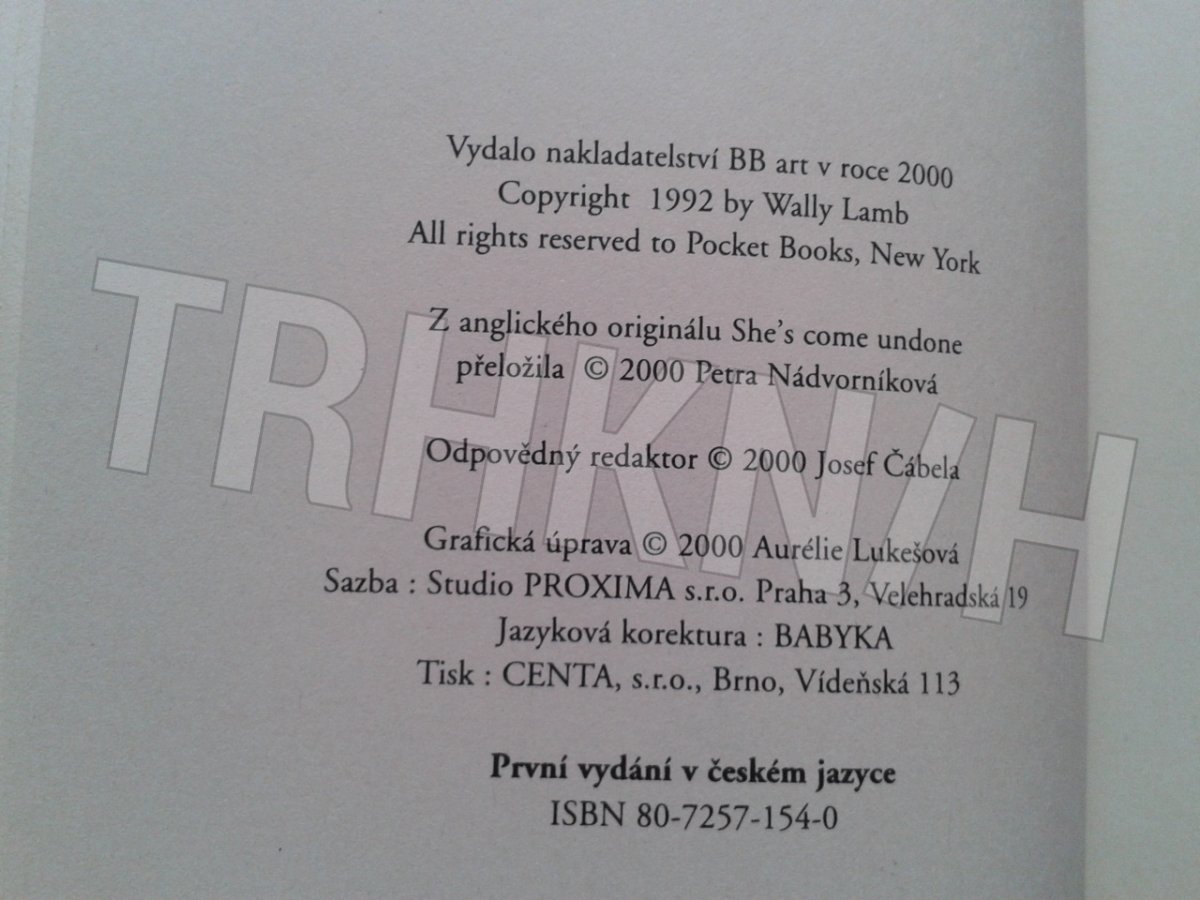 Vydalo nakladatelství BB art v roce 2000
Copyright 1992 by Wally Lamb
All rights reserved to Pocket Books, New York
Z anglického originálu She's come undone
přeložila © 2000 Petra Nádvorníková
Odpovědný redaktor © 2000 Josef Čábela
Grafická úprava © 2000 Aurélie Lukešová
Sazba : Studio PROXIMA s.r.o. Praha 3, Velehradská 19
Jazyková korektura : BABYKA
Tisk : CENTA, s.r.o., Brno, Vídeňská 113
První vydání v českém jazyce
ISBN 80-7257-154-0
TRHKNIH